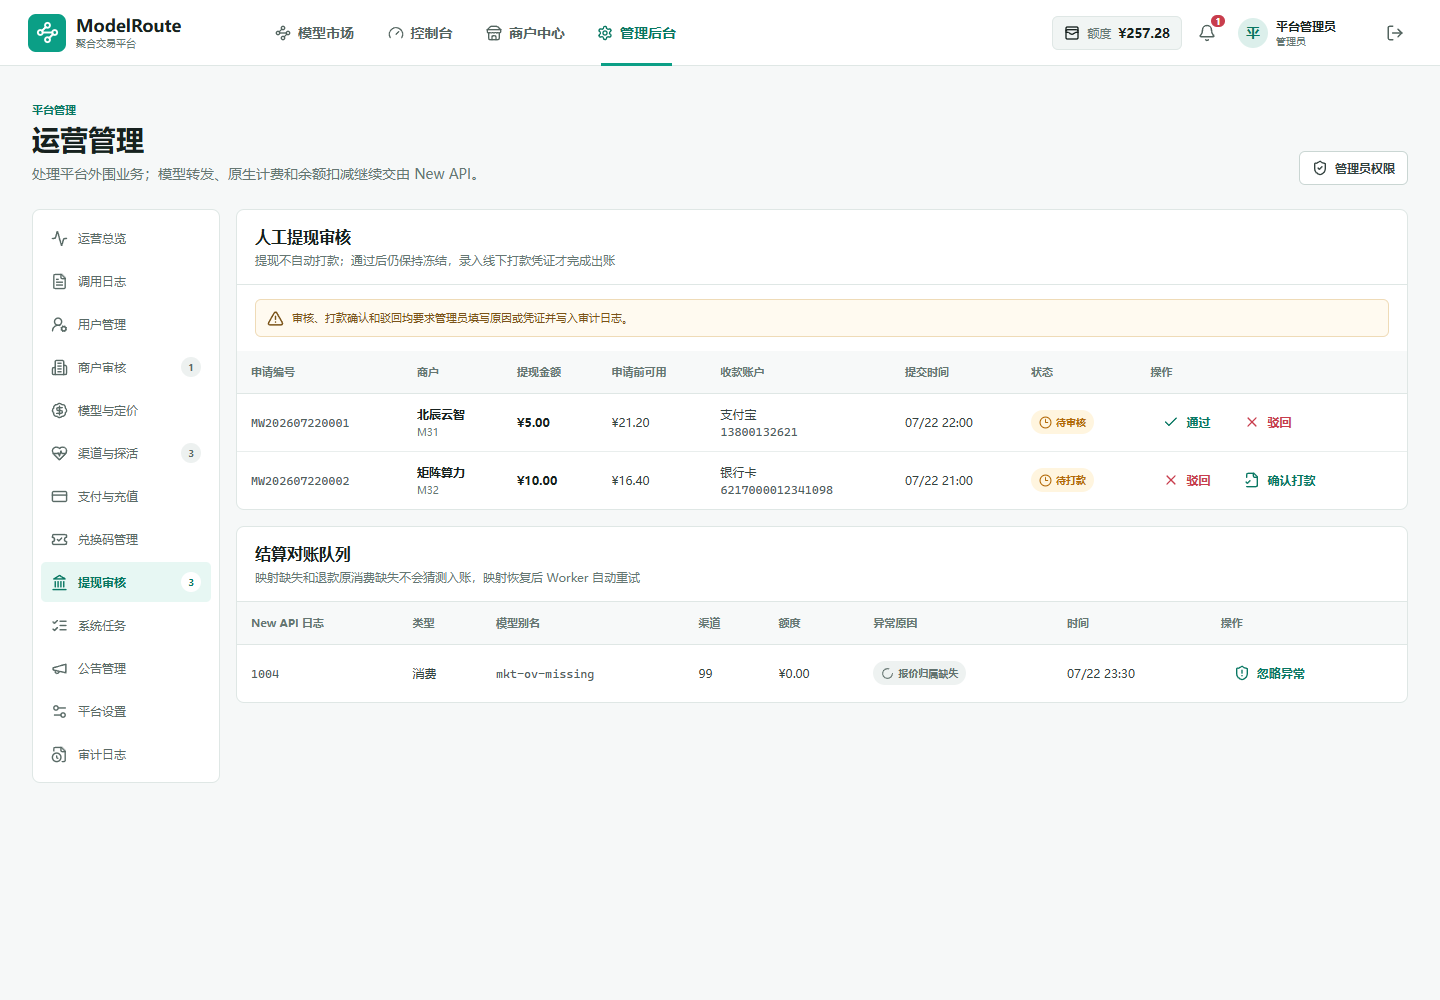 ModelRoute
聚合交易平台
模型市场
控制台
商户中心
管理后台
额度 ¥257.28
1
平
平台管理员
管理员
平台管理
运营管理
处理平台外围业务；模型转发、原生计费和余额扣减继续交由 New API。
管理员权限
运营总览
调用日志
用户管理
商户审核 1
模型与定价
渠道与探活 3
支付与充值
兑换码管理
提现审核 3
系统任务
公告管理
平台设置
审计日志
人工提现审核
提现不自动打款；通过后仍保持冻结，录入线下打款凭证才完成出账
审核、打款确认和驳回均要求管理员填写原因或凭证并写入审计日志。
申请编号 商户 提现金额 申请前可用 收款账户 提交时间 状态 操作
MW202607220001 北辰云智 M31 ¥5.00 ¥21.20 支付宝 13800132621 07/22 22:00 待审核 通过 驳回
MW202607220002 矩阵算力 M32 ¥10.00 ¥16.40 银行卡 6217000012341098 07/22 21:00 待打款 驳回 确认打款
结算对账队列
映射缺失和退款原消费缺失不会猜测入账，映射恢复后 Worker 自动重试
New API 日志 类型 模型别名 渠道 额度 异常原因 时间 操作
1004 消费 mkt-ov-missing 99 ¥0.00 报价归属缺失 07/22 23:30 忽略异常